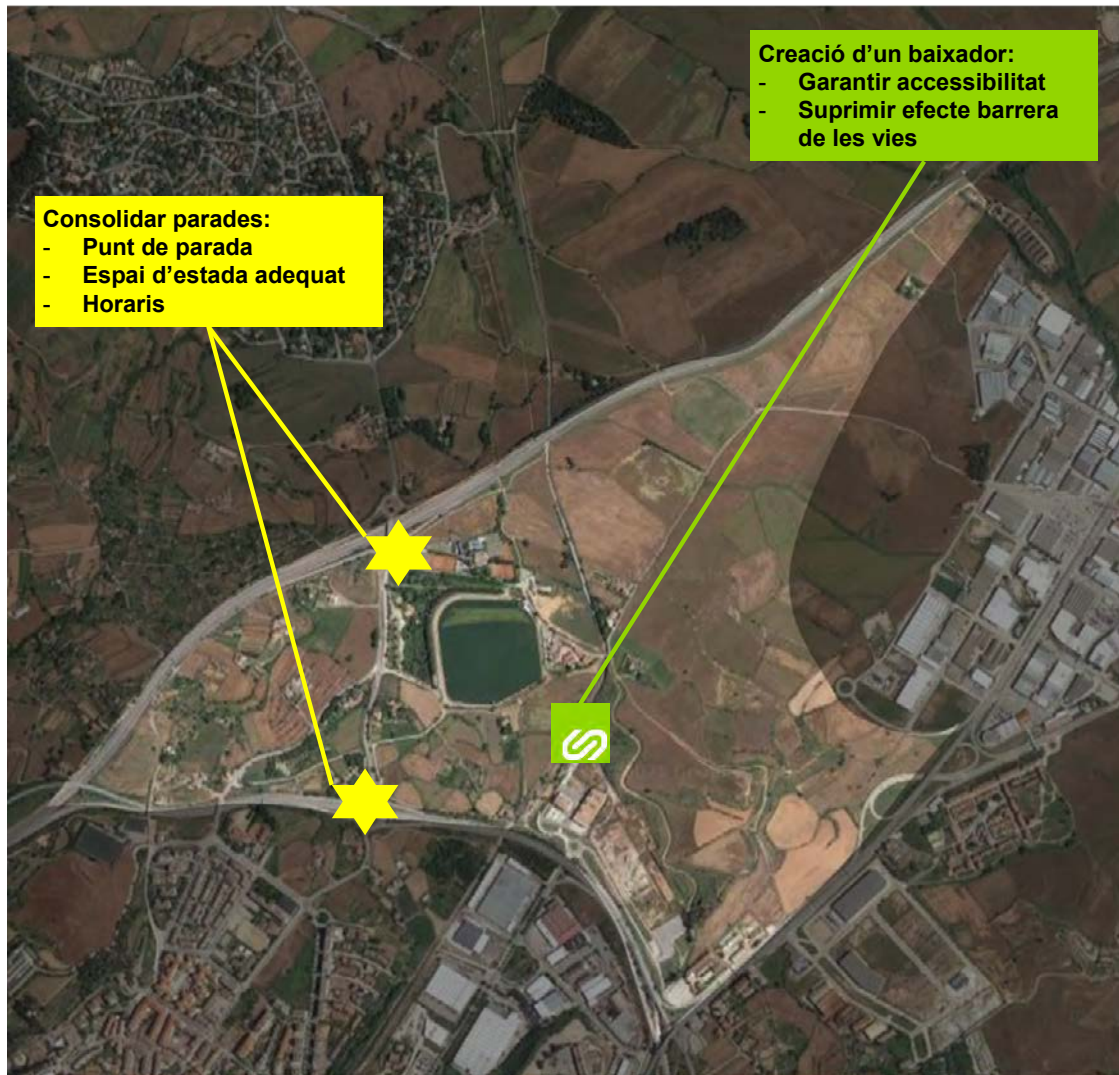 Creació d'un baixador:
- Garantir accessibilitat
- Suprimir efecte barrera
de les vies
Consolidar parades:
- Punt de parada
- Espai d'estada adequat
- Horaris